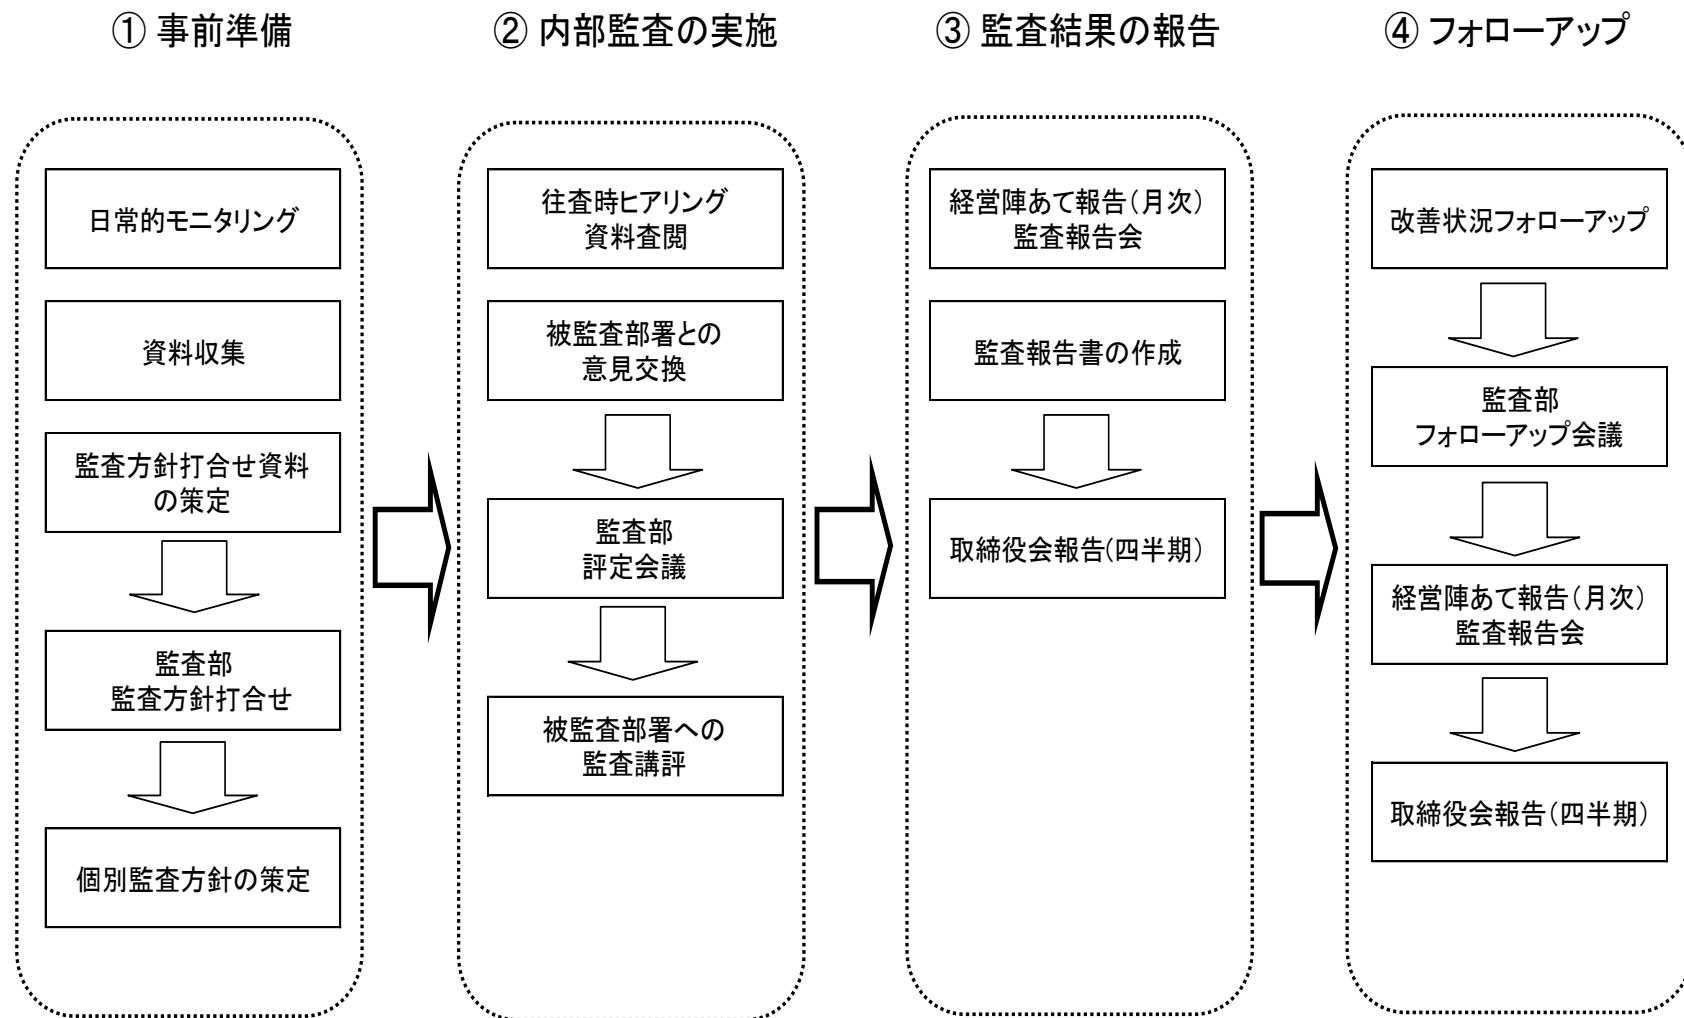 ① 事前準備
日常的モニタリング
資料収集
監査方針打合せ資料
の策定
監査部
監査方針打合せ
個別監査方針の策定
② 内部監査の実施
往査時ヒアリング
資料査閲
被監査部署との
意見交換
監査部
評定会議
被監査部署への
監査講評
③ 監査結果の報告
経営陣あて報告（月次）
監査報告会
監査報告書の作成
取締役会報告(四半期）
④ フォローアップ
改善状況フォローアップ
監査部
フォローアップ会議
経営陣あて報告（月次）
監査報告会
取締役会報告（四半期）